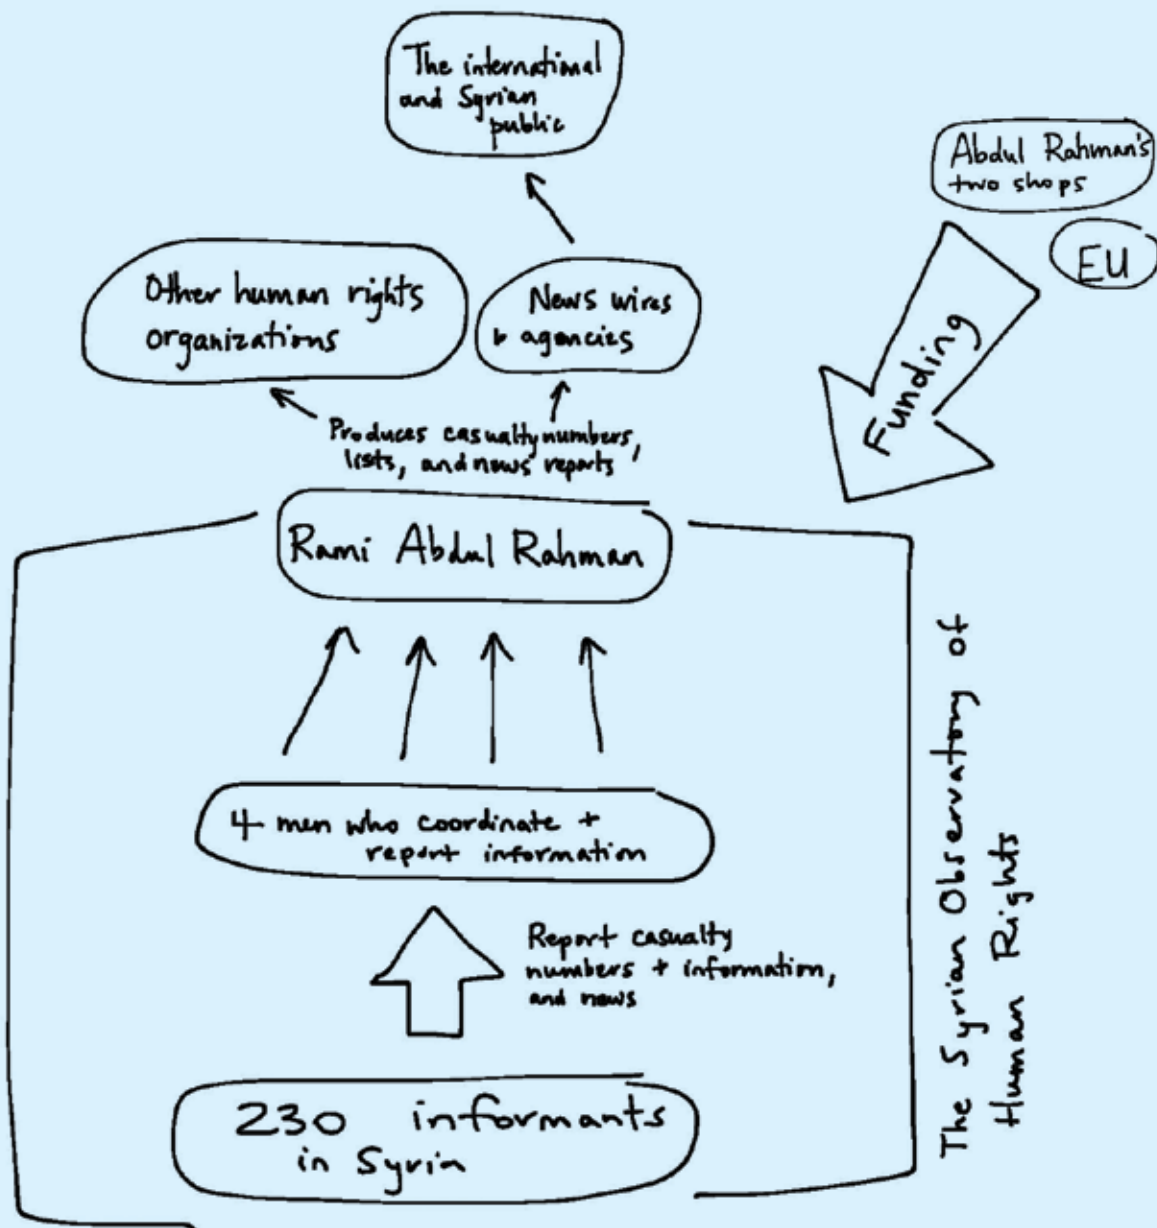 The international
and Syrian
public
Abdul Rahman's
two shops
EU
Other human rights
organizations
News wires
+ agencies
Funding
Produces casualty numbers,
lists, and news reports
Rami Abdul Rahman
4 men who coordinate +
report information
Report casualty
numbers + information,
and news
230 informants
in Syria
The Syrian Observatory of
Human Rights